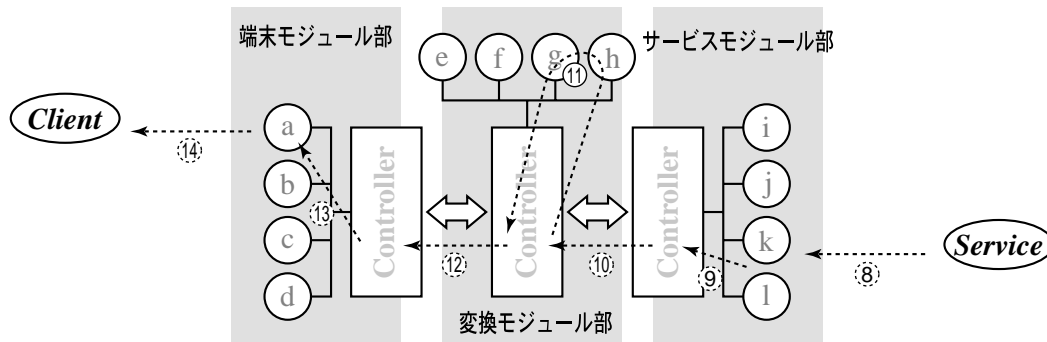 端末モジュール部
e
f
g
h
サービスモジュール部
⑪
Client
a
i
⑭
b
Controller
Controller
Controller
j
⑬
c
k
Service
⑫
⑩
⑨
⑧
d
l
変換モジュール部